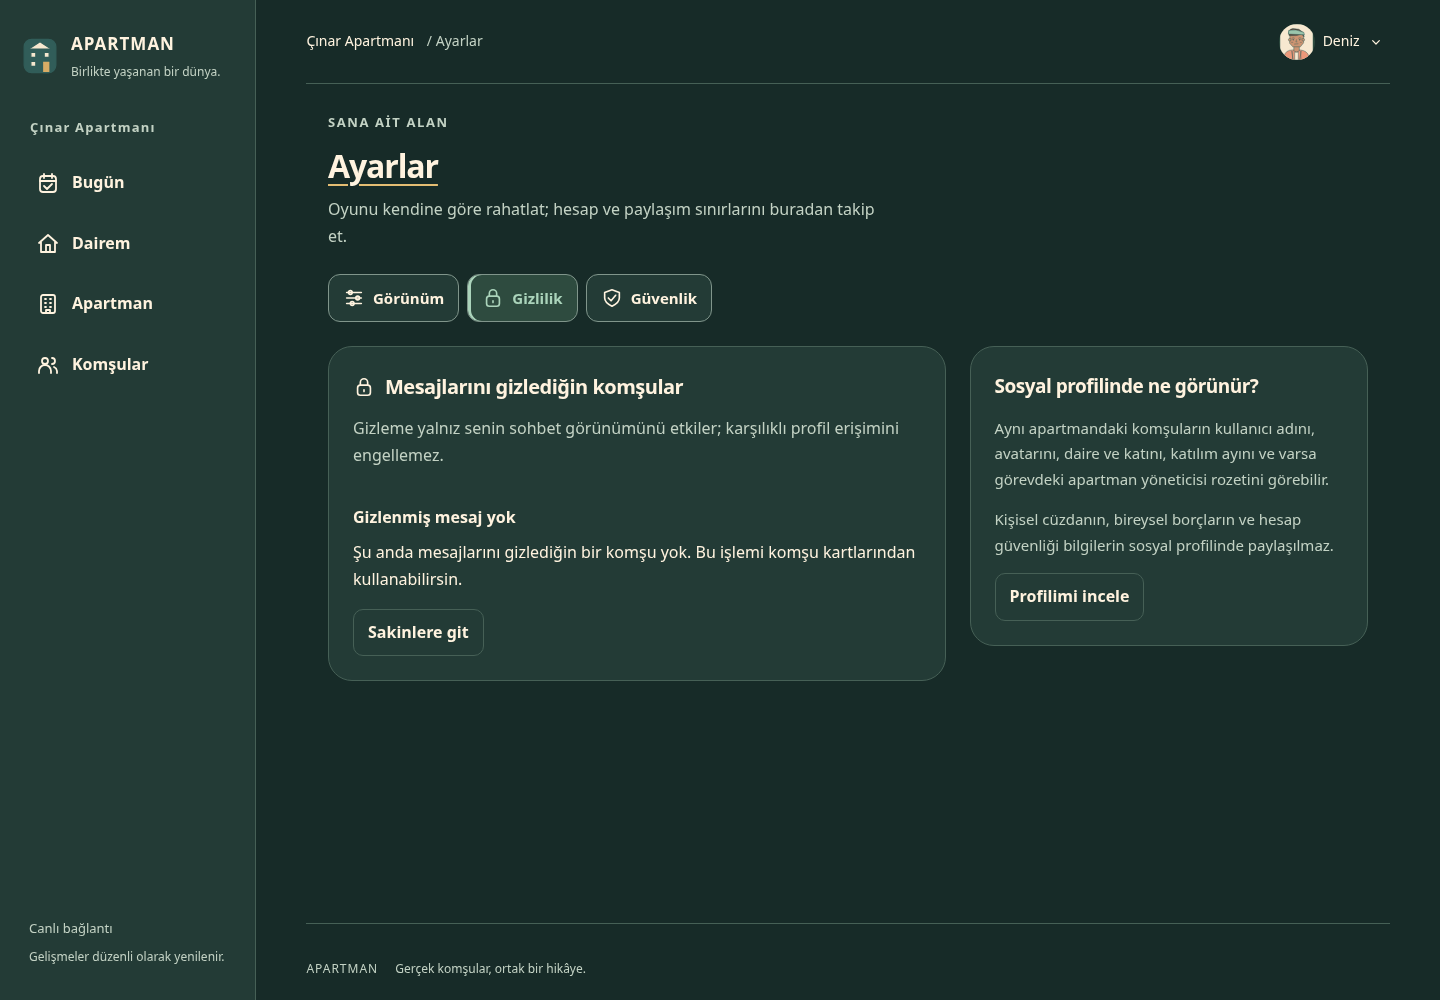 APARTMAN
Birlikte yaşanan bir dünya.
Çınar Apartmanı
Bugün
Dairem
Apartman
Komşular
Canlı bağlantı
Gelişmeler düzenli olarak yenilenir.
Çınar Apartmanı / Ayarlar
Deniz
SANA AİT ALAN
Ayarlar
Oyunu kendine göre rahatlat; hesap ve paylaşım sınırlarını buradan takip
et.
Görünüm
Gizlilik
Güvenlik
Mesajlarını gizlediğin komşular
Gizleme yalnız senin sohbet görünümünü etkiler; karşılıklı profil erişimini
engellemez.
Gizlenmiş mesaj yok
Şu anda mesajlarını gizlediğin bir komşu yok. Bu işlemi komşu kartlarından
kullanabilirsin.
Sakinlere git
Sosyal profilinde ne görünür?
Aynı apartmandaki komşuların kullanıcı adını,
avatarını, daire ve katını, katılım ayını ve varsa
görevdeki apartman yöneticisi rozetini görebilir.
Kişisel cüzdanın, bireysel borçların ve hesap
güvenliği bilgilerin sosyal profilinde paylaşılmaz.
Profilimi incele
APARTMAN Gerçek komşular, ortak bir hikâye.